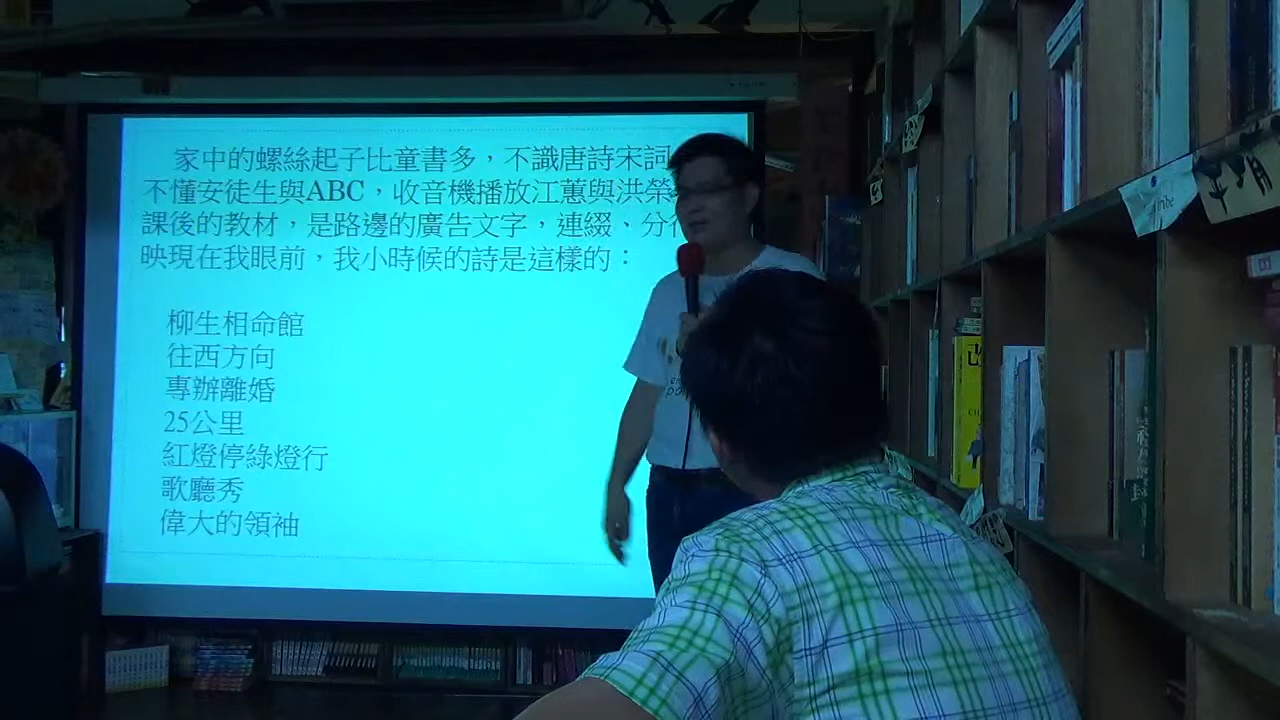 家中的螺絲起子比童書多，不識唐詩宋詞
不懂安徒生與ABC，收音機播放江蕙與洪榮
課後的教材，是路邊的廣告文字，連綴、分行
映現在我眼前，我小時候的詩是這樣的：
柳生相命館
往西方向
專辦離婚
25公里
紅燈停綠燈行
歌廳秀
偉大的領袖